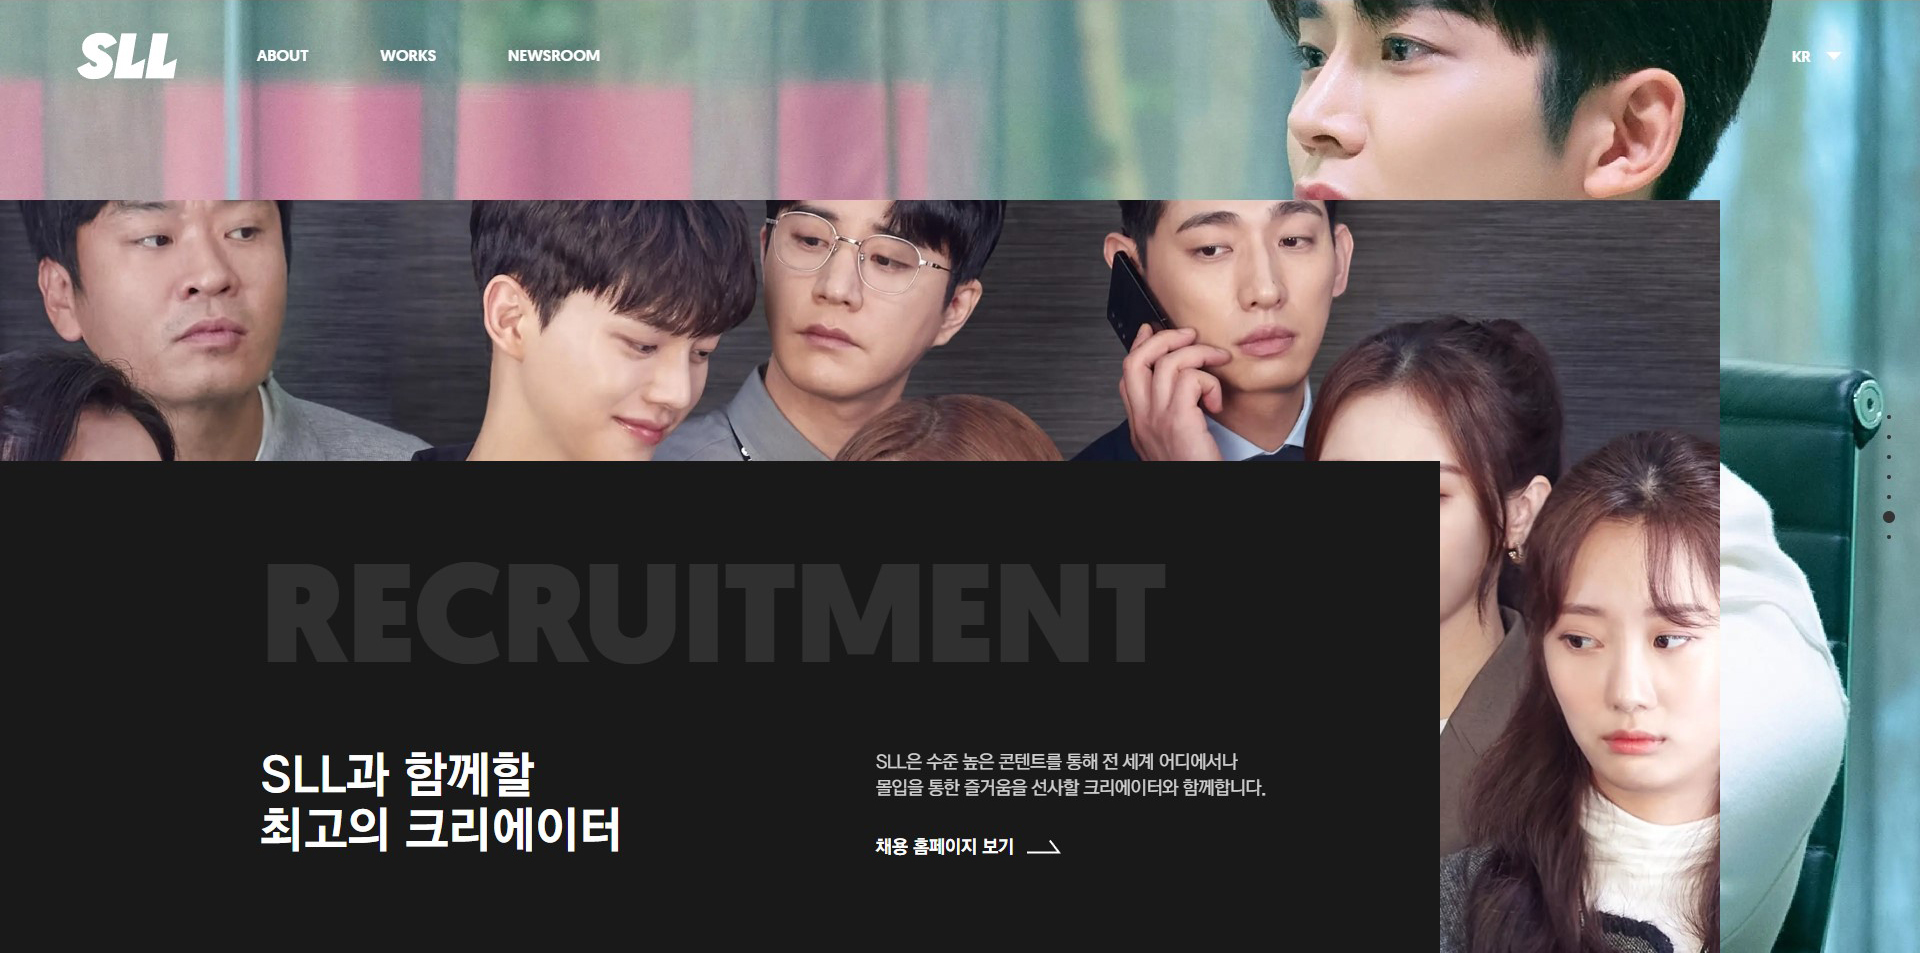 SLL
ABOUT
WORKS
NEWSROOM
KR
RECRUITMENT
SLL과 함께할
최고의 크리에이터
SLL은 수준 높은 콘텐트를 통해 전 세계 어디에서나
몰입을 통한 즐거움을 선사할 크리에이터와 함께합니다.
채용 홈페이지 보기